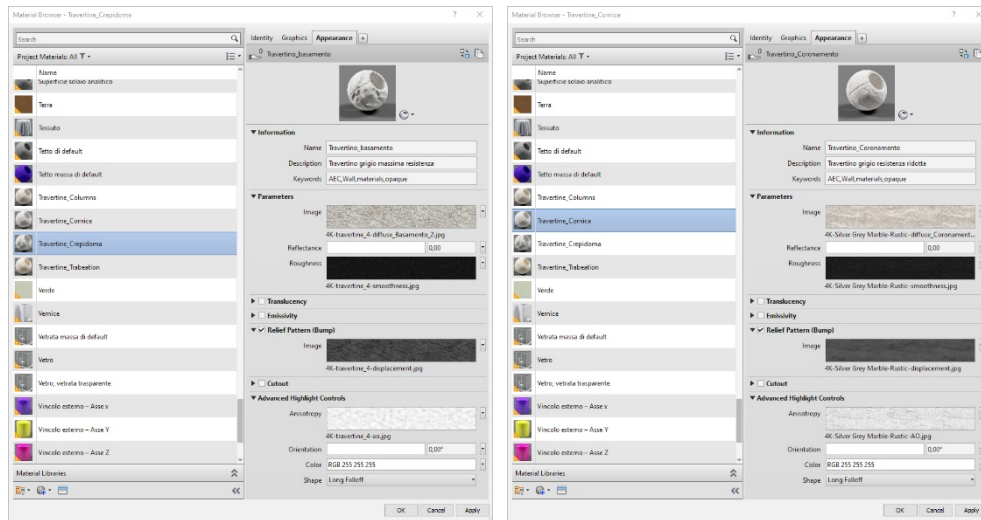 Material Browser - Travertine_Crepidoma
?
Search
Project Materials: All
Name
Superficie solaio analitico
Terra
Tessuto
Tetto di default
Tetto massa di default
Travertine_Columns
Travertine_Cornice
Travertine_Crepidoma
Travertine_Trabeation
Verde
Vernice
Vetrata massa di default
Vetro
Vetro, vetrata trasparente
Vincolo esterno – Asse x
Vincolo esterno – Asse Y
Vincolo esterno – Asse Z
Material Libraries
Identity Graphics Appearance +
0
Travertino_basamento
Information
Name Travertino_basamento
Description Travertino grigio massima resistenza
Keywords AEC,Wall,materials,opaque
Parameters
Image
4K-travertine_4-diffuse_Basamento_2.jpg
Reflectance 0,00
Roughness
4K-travertine_4-smoothness.jpg
Translucency
Emissivity
Relief Pattern (Bump)
Image
4K-travertine_4-displacement.jpg
Cutout
Advanced Highlight Controls
Anisotropy
4K-travertine_4-ao.jpg
Orientation 0,00°
Color RGB 255 255 255
Shape Long Falloff
OK Cancel Apply
Material Browser - Travertine_Cornice
?
Search
Project Materials: All
Name
Superficie solaio analitico
Terra
Tessuto
Tetto di default
Tetto massa di default
Travertine_Columns
Travertine_Cornice
Travertine_Crepidoma
Travertine_Trabeation
Verde
Vernice
Vetrata massa di default
Vetro
Vetro, vetrata trasparente
Vincolo esterno – Asse x
Vincolo esterno – Asse Y
Vincolo esterno – Asse Z
Material Libraries
Identity Graphics Appearance +
0
Travertino_Coronamento
Information
Name Travertino_Coronamento
Description Travertino grigio resistenza ridotta
Keywords AEC,Wall,materials,opaque
Parameters
Image
4K-Silver Grey Marble-Rustic-diffuse_Coronament...
Reflectance 0,00
Roughness
4K-Silver Grey Marble-Rustic-smoothness.jpg
Translucency
Emissivity
Relief Pattern (Bump)
Image
4K-Silver Grey Marble-Rustic-displacement.jpg
Cutout
Advanced Highlight Controls
Anisotropy
4K-Silver Grey Marble-Rustic-AO.jpg
Orientation 0,00°
Color RGB 255 255 255
Shape Long Falloff
OK Cancel Apply